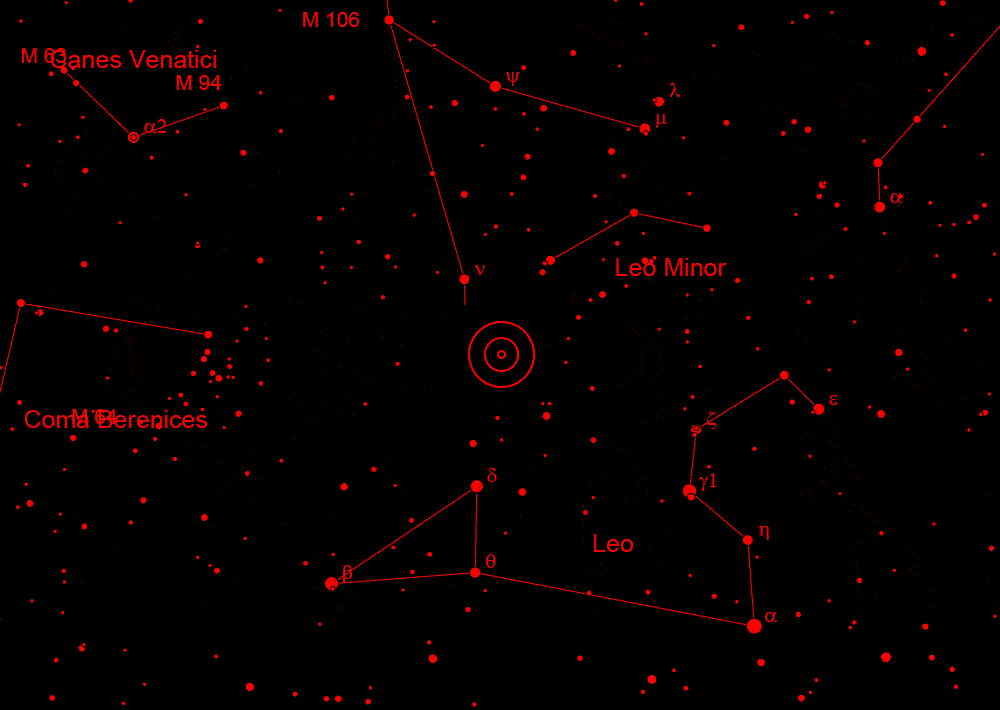 M 106
M 63
Canes Venatici
M 94
α2
ψ
λ
μ
α
ν
Leo Minor
Coma Berenices
M 64
ε
ζ
δ
γ1
η
Leo
β
θ
α